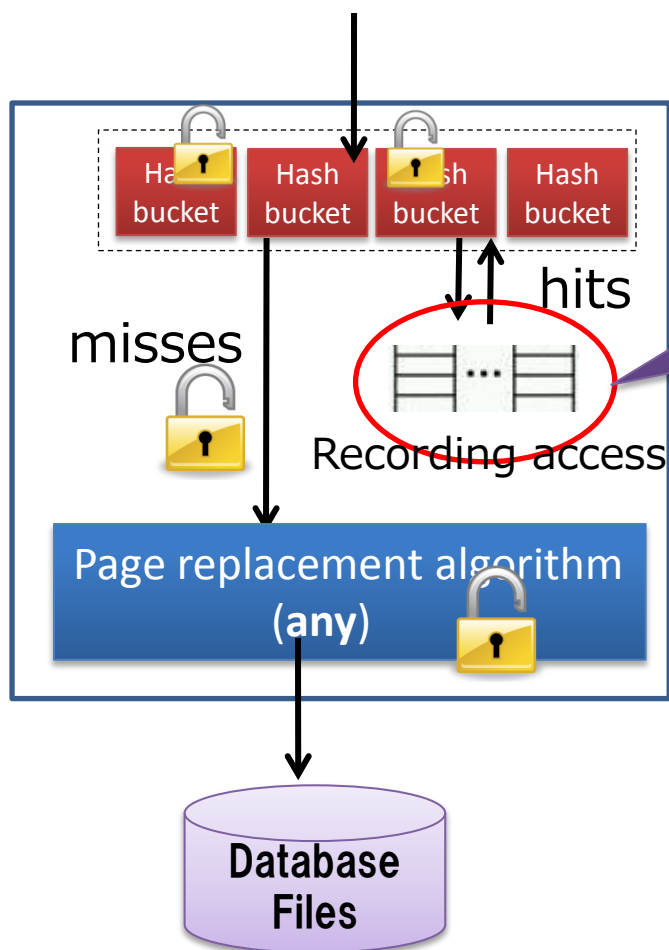 Hash
bucket
Hash
bucket
Hash
bucket
Hash
bucket
hits
misses
...
Recording access
Page replacement algorithm
(any)
Database
Files